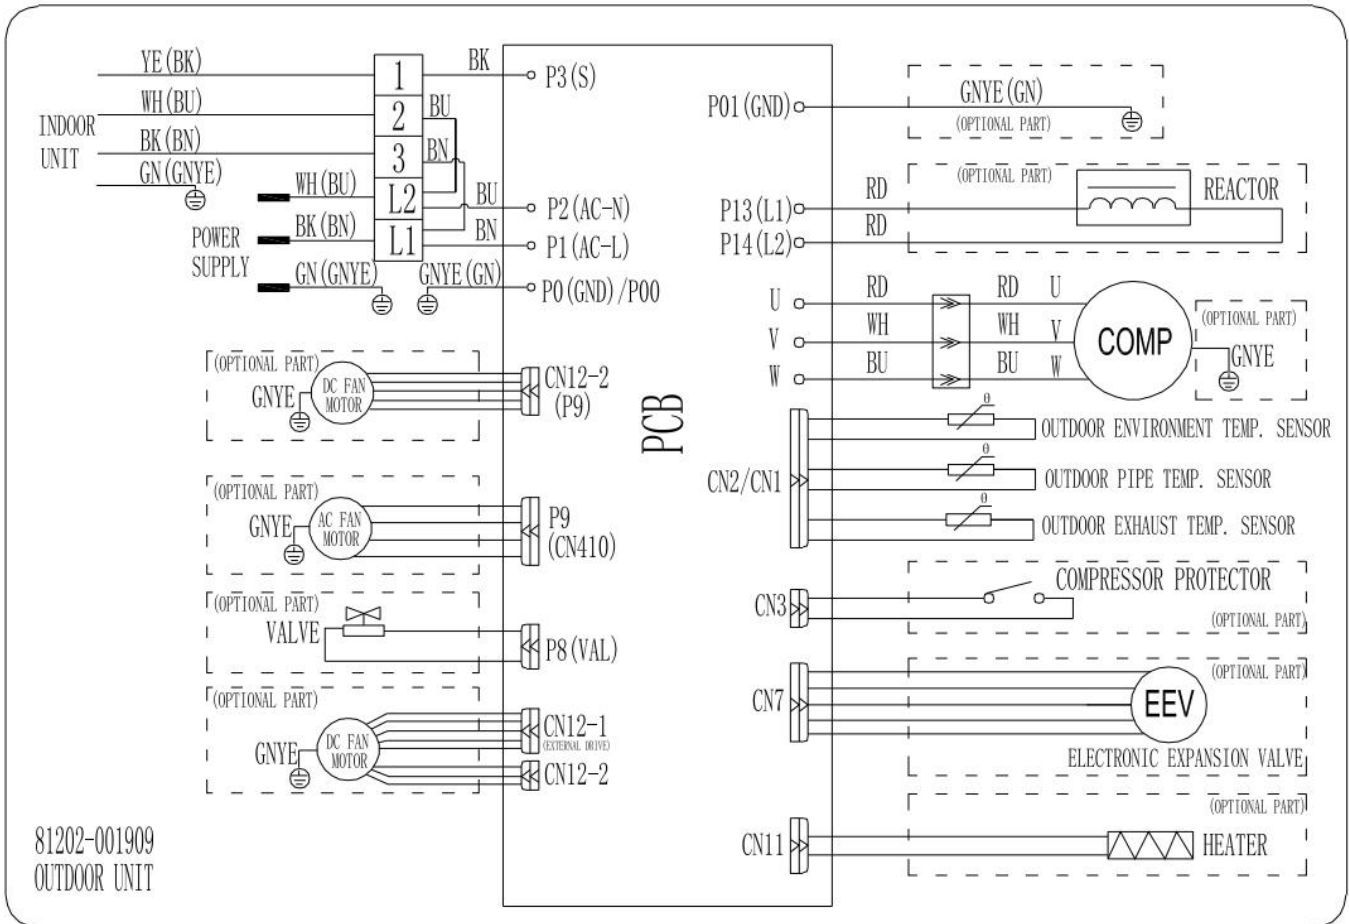 YE(BK)
1
BK
P3(S)
WH(BU)
2
BU
INDOOR
UNIT
BK(BN)
3
BN
GN(GNYE)
WH(BU)
L2
BU
P2(AC-N)
POWER
SUPPLY
BK(BN)
L1
BN
P1(AC-L)
GN(GNYE)
GNYE(GN)
P0(GND)/P00
(OPTIONAL PART)
GNYE
DC FAN
MOTOR
CN12-2
(P9)
(OPTIONAL PART)
GNYE
AC FAN
MOTOR
P9
(CN410)
(OPTIONAL PART)
VALVE
P8(VAL)
(OPTIONAL PART)
GNYE
DC FAN
MOTOR
CN12-1
(EXTERNAL DRIVE)
CN12-2
81202-001909
OUTDOOR UNIT
PCB
P01(GND)
GNYE(GN)
(OPTIONAL PART)
(OPTIONAL PART)
P13(L1)
RD
REACTOR
P14(L2)
RD
U
RD
RD
U
V
WH
WH
V
W
BU
BU
W
COMP
(OPTIONAL PART)
GNYE
CN2/CN1
θ
OUTDOOR ENVIRONMENT TEMP. SENSOR
θ
OUTDOOR PIPE TEMP. SENSOR
θ
OUTDOOR EXHAUST TEMP. SENSOR
CN3
COMPRESSOR PROTECTOR
(OPTIONAL PART)
CN7
(OPTIONAL PART)
EEV
ELECTRONIC EXPANSION VALVE
CN11
(OPTIONAL PART)
HEATER